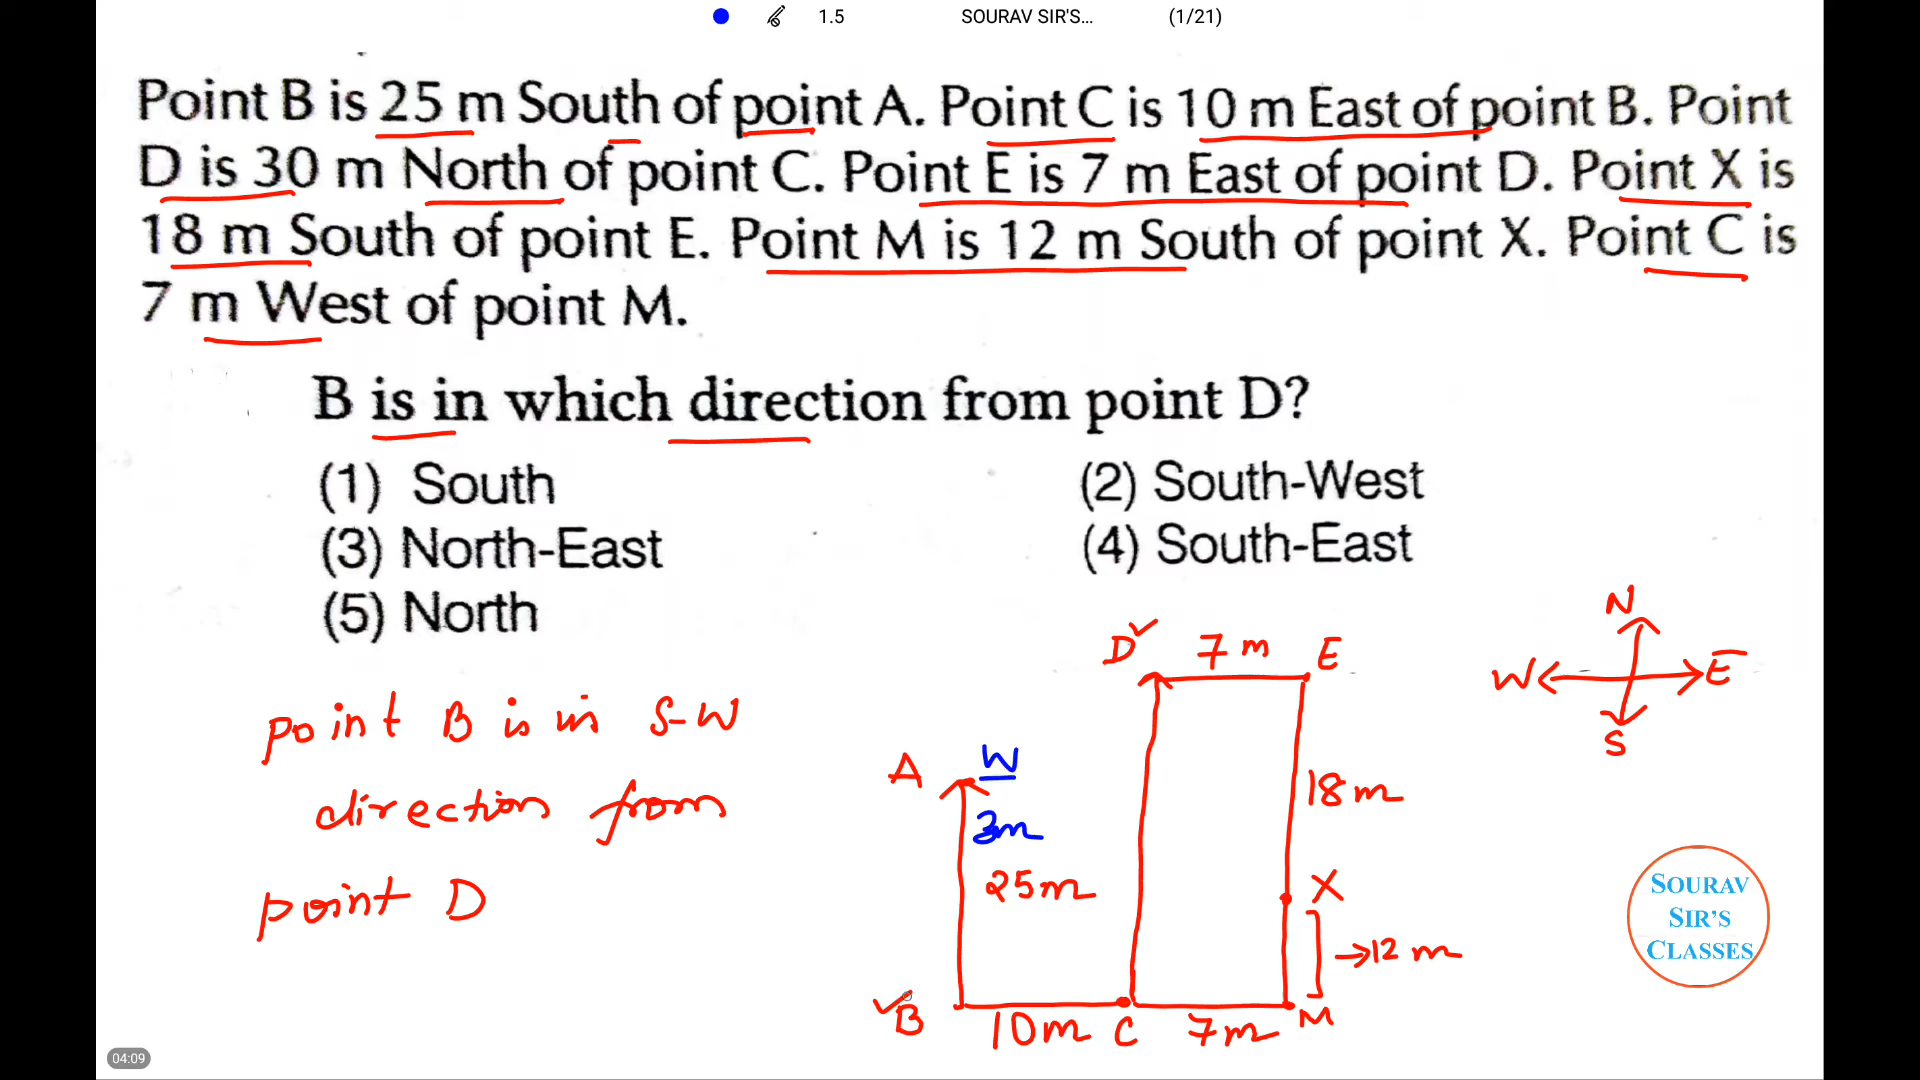 1.5 SOURAV SIR'S... (1/21)
Point B is 25 m South of point A. Point C is 10 m East of point B. Point
D is 30 m North of point C. Point E is 7 m East of point D. Point X is
18 m South of point E. Point M is 12 m South of point X. Point C is
7 m West of point M.
B is in which direction from point D?
(1) South
(2) South-West
(3) North-East
(4) South-East
(5) North
point B is in S-W
direction from
point D
D 7 m E
A W
3m
25m
18m
X
12 m
B 10m C 7m M
N
W E
S
SOURAV
SIR'S
CLASSES
04:09